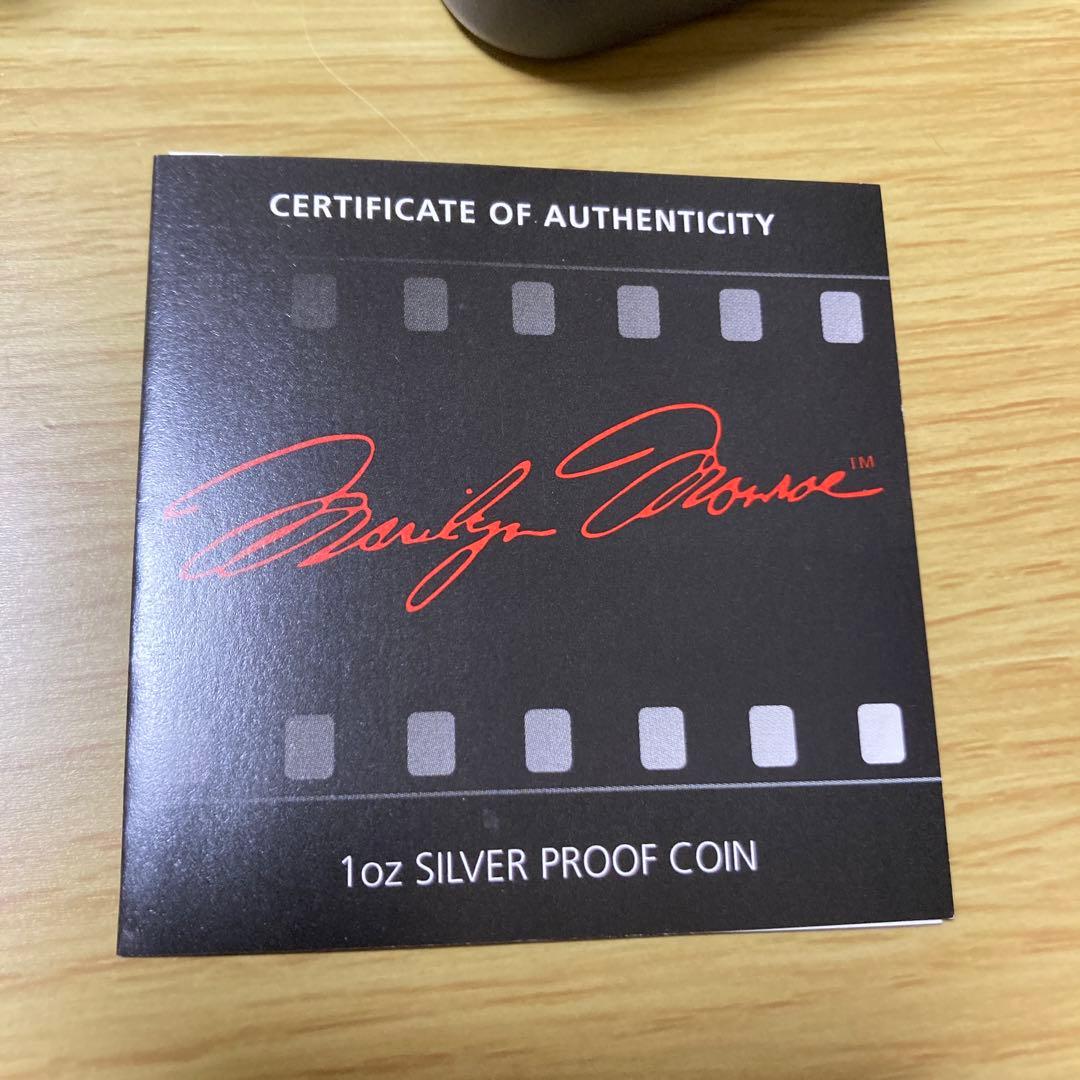 CERTIFICATE OF AUTHENTICITY
Marilyn Monroe™
1oz SILVER PROOF COIN